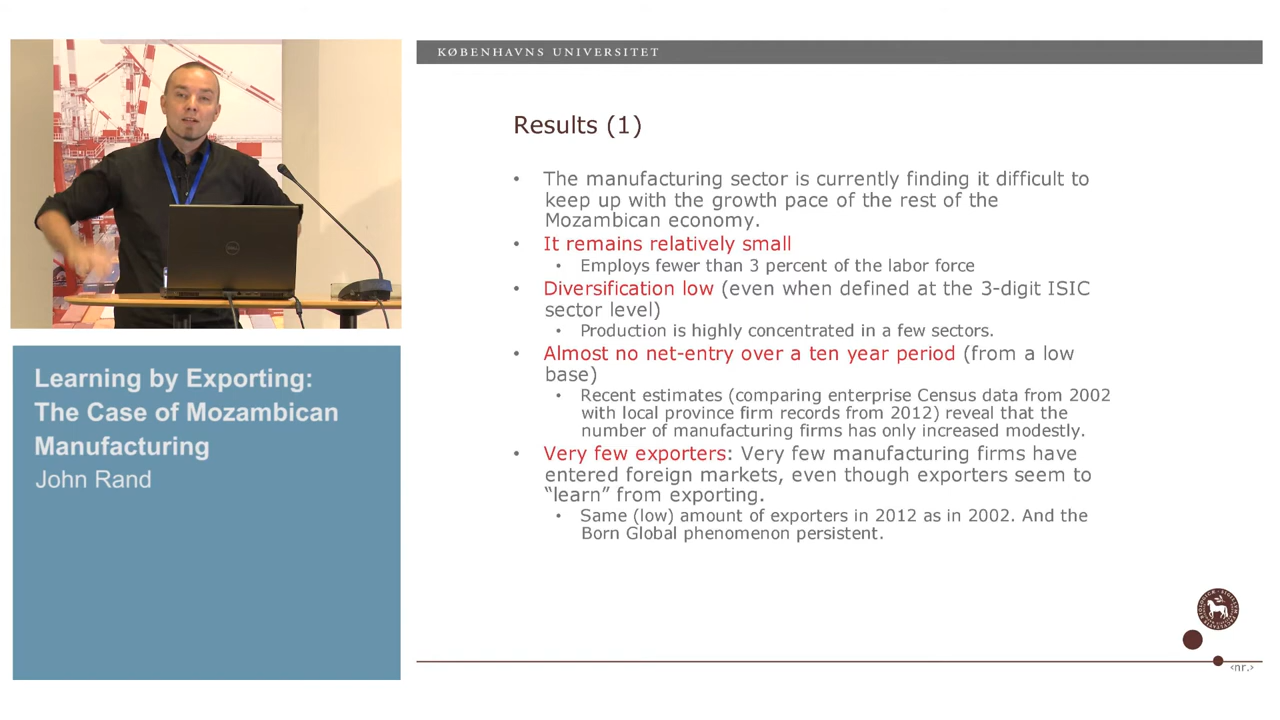 KØBENHAVNS UNIVERSITET
Results (1)
• The manufacturing sector is currently finding it difficult to
keep up with the growth pace of the rest of the
Mozambican economy.
• It remains relatively small
• Employs fewer than 3 percent of the labor force
• Diversification low (even when defined at the 3-digit ISIC
sector level)
• Production is highly concentrated in a few sectors.
• Almost no net-entry over a ten year period (from a low
base)
• Recent estimates (comparing enterprise Census data from 2002
with local province firm records from 2012) reveal that the
number of manufacturing firms has only increased modestly.
• Very few exporters: Very few manufacturing firms have
entered foreign markets, even though exporters seem to
“learn” from exporting.
• Same (low) amount of exporters in 2012 as in 2002. And the
Born Global phenomenon persistent.
‹nr.›
Learning by Exporting:
The Case of Mozambican
Manufacturing
John Rand